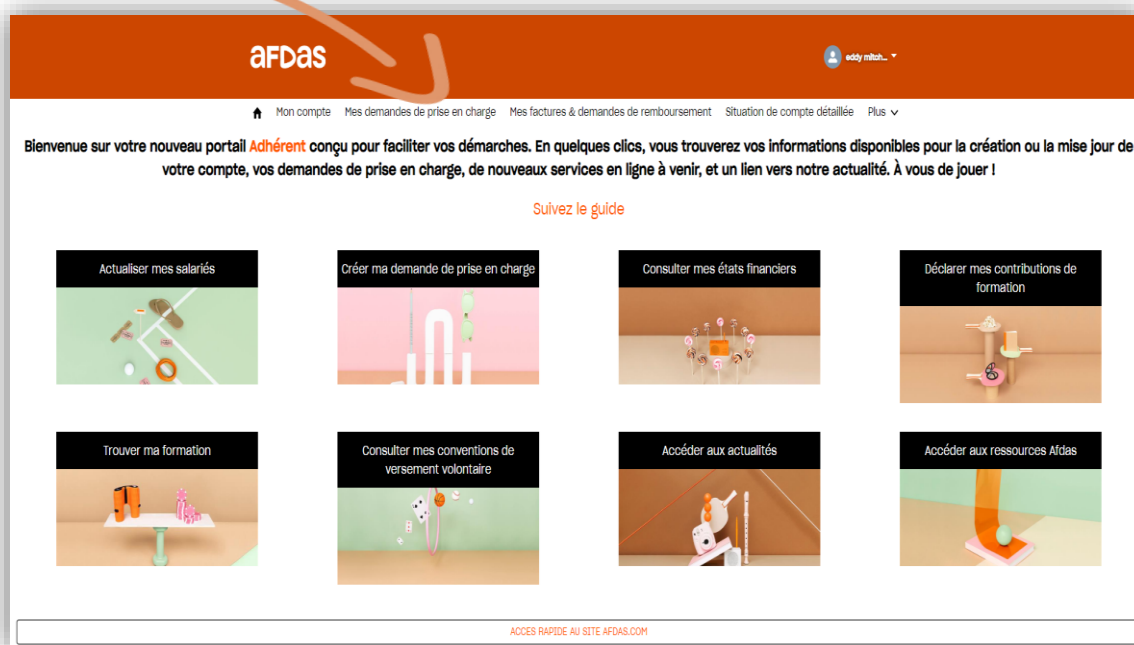 aFDas
eddy mitch...
Mon compte Mes demandes de prise en charge Mes factures & demandes de remboursement Situation de compte détaillée Plus
Bienvenue sur votre nouveau portail Adhérent conçu pour faciliter vos démarches. En quelques clics, vous trouverez vos informations disponibles pour la création ou la mise jour de
votre compte, vos demandes de prise en charge, de nouveaux services en ligne à venir, et un lien vers notre actualité. À vous de jouer !
Suivez le guide
Actualiser mes salariés
Créer ma demande de prise en charge
Consulter mes états financiers
Déclarer mes contributions de
formation
Trouver ma formation
Consulter mes conventions de
versement volontaire
Accéder aux actualités
Accéder aux ressources Afdas
ACCES RAPIDE AU SITE AFDAS.COM